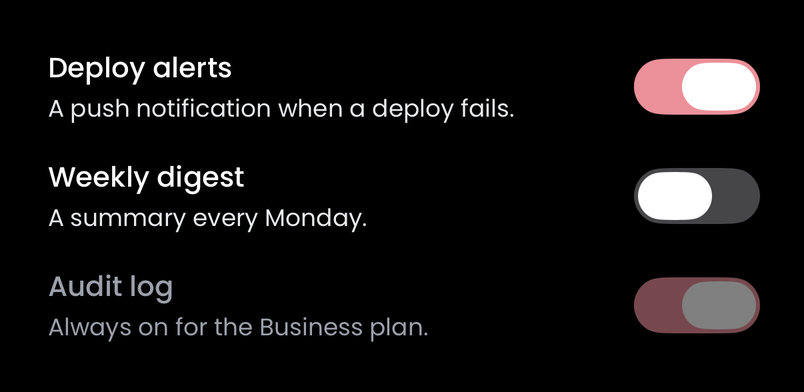 Deploy alerts
A push notification when a deploy fails.
Weekly digest
A summary every Monday.
Audit log
Always on for the Business plan.